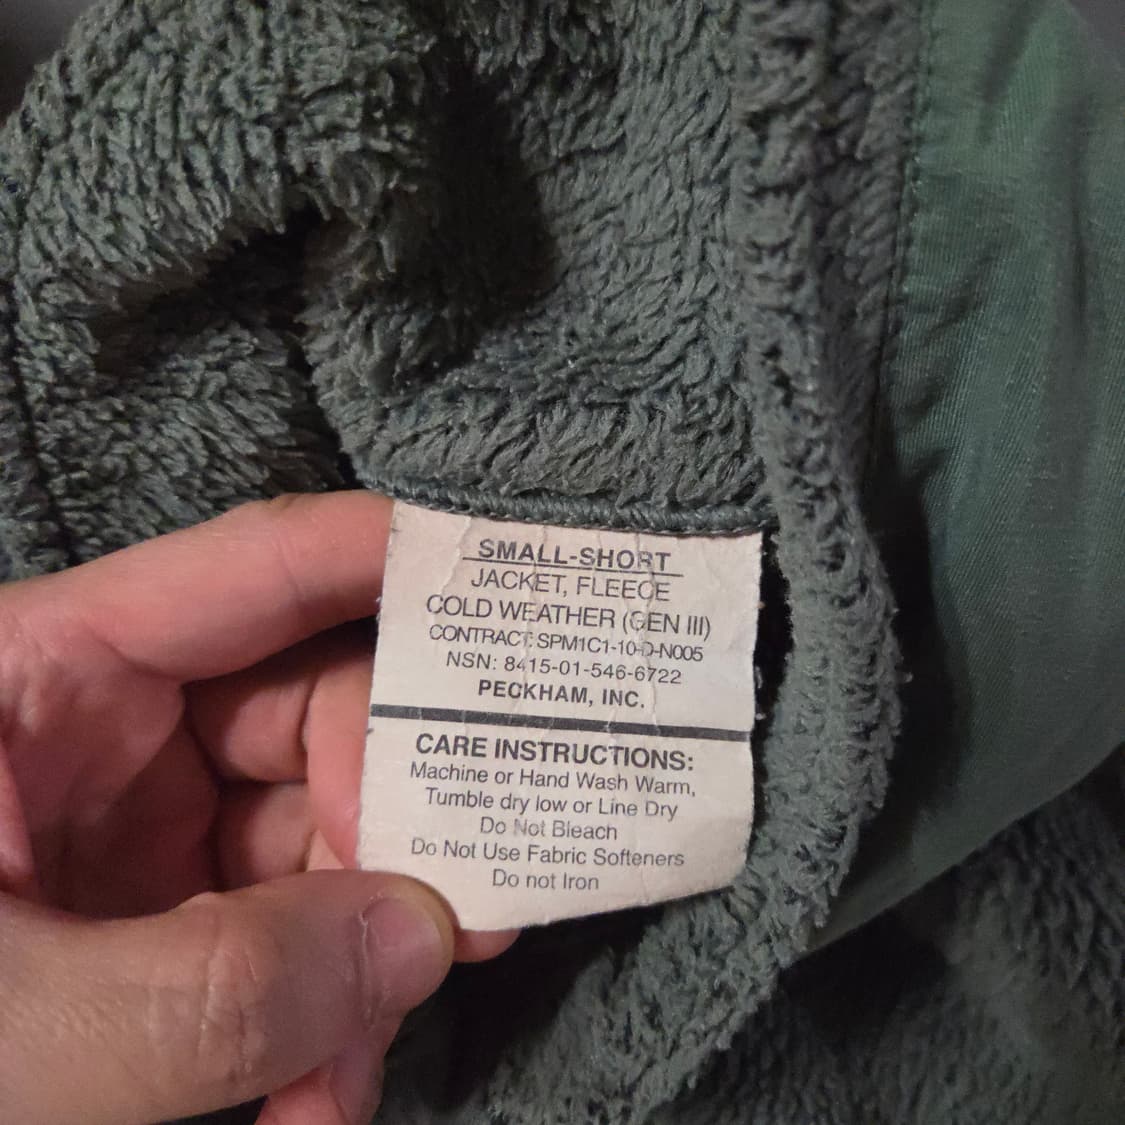 SMALL-SHORT
JACKET, FLEECE
COLD WEATHER (GEN III)
CONTRACT: SPM1C1-10-D-N005
NSN: 8415-01-546-6722
PECKHAM, INC.
CARE INSTRUCTIONS:
Machine or Hand Wash Warm,
Tumble dry low or Line Dry
Do Not Bleach
Do Not Use Fabric Softeners
Do not Iron